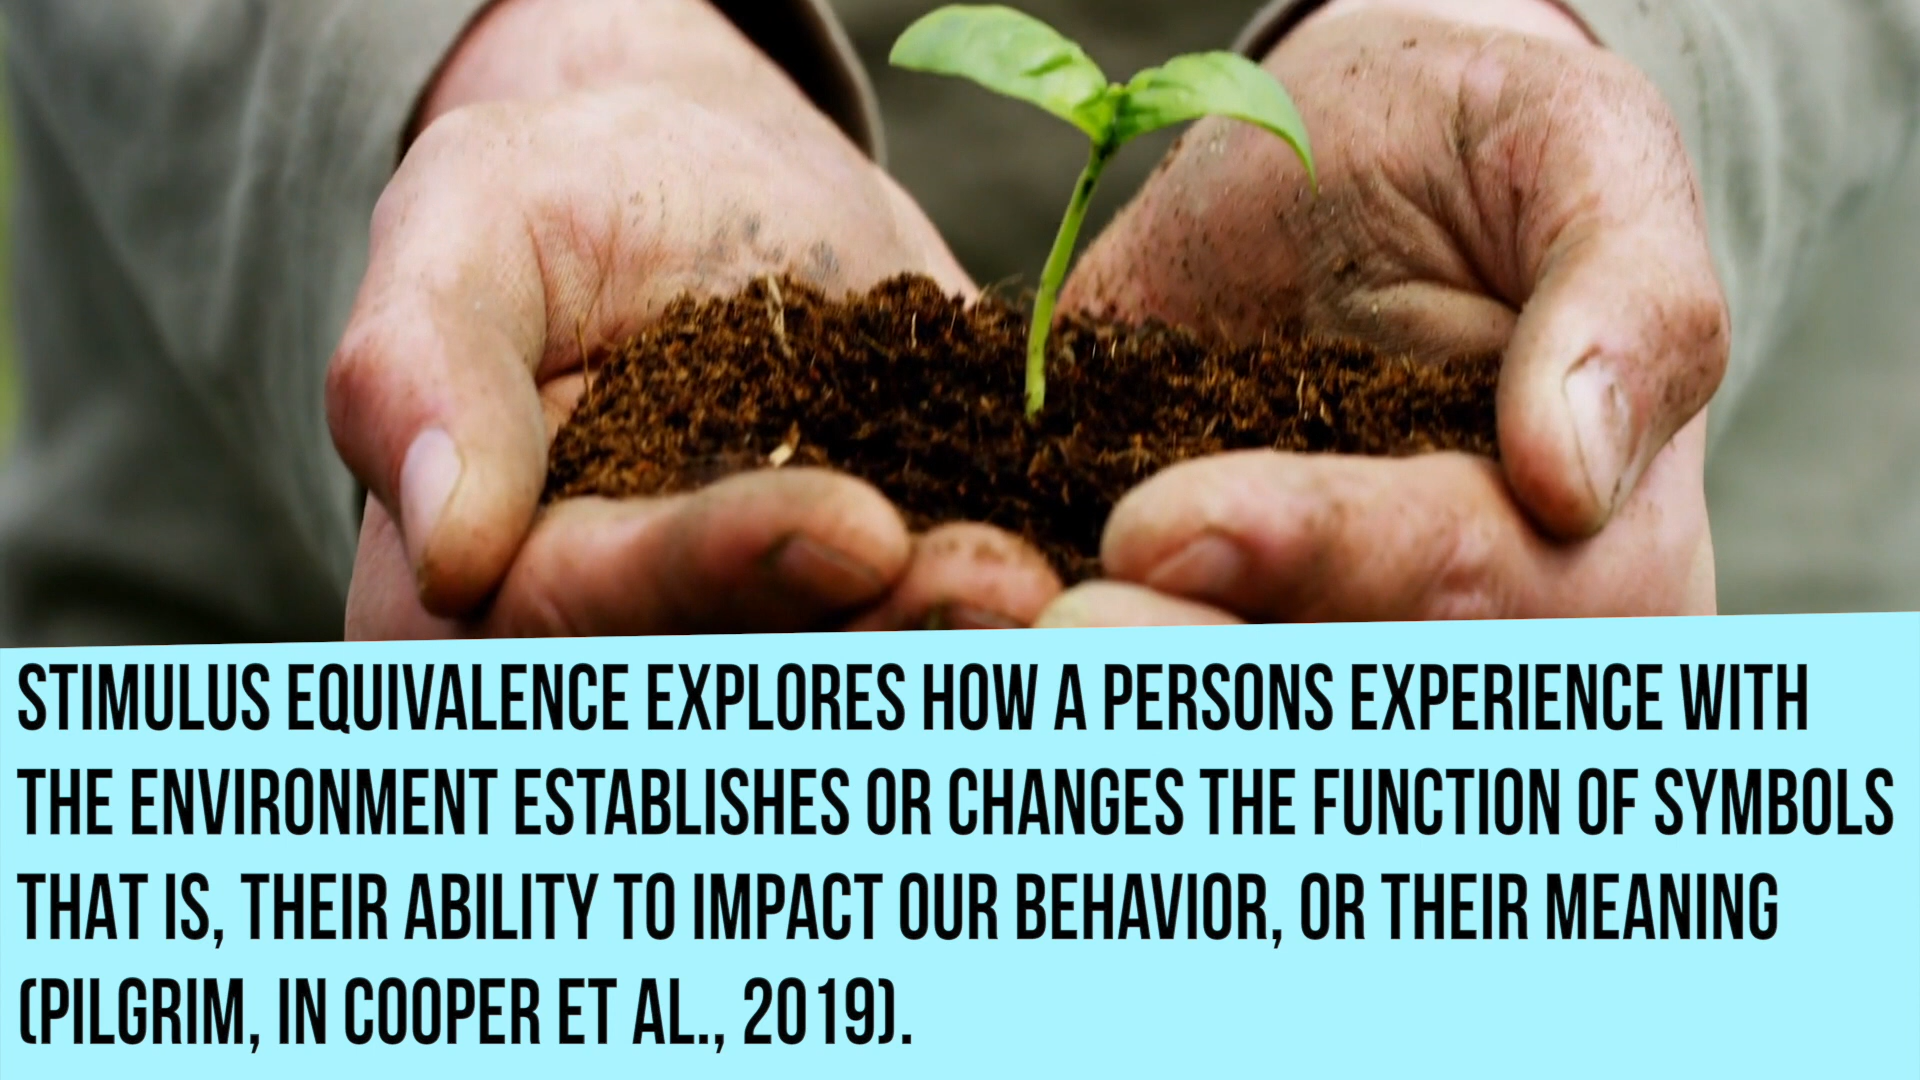 STIMULUS EQUIVALENCE EXPLORES HOW A PERSONS EXPERIENCE WITH
THE ENVIRONMENT ESTABLISHES OR CHANGES THE FUNCTION OF SYMBOLS
THAT IS, THEIR ABILITY TO IMPACT OUR BEHAVIOR, OR THEIR MEANING
(PILGRIM, IN COOPER ET AL., 2019).